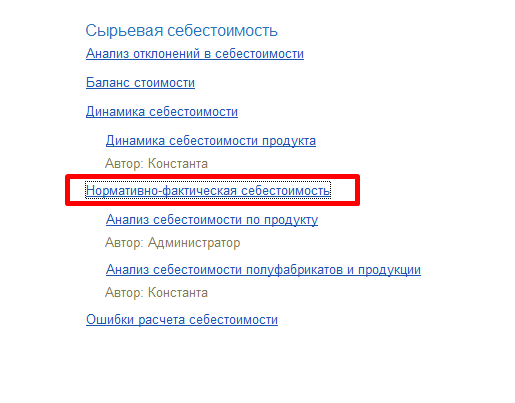 Сырьевая себестоимость
Анализ отклонений в себестоимости
Баланс стоимости
Динамика себестоимости
Динамика себестоимости продукта
Автор: Константа
Нормативно-фактическая себестоимость
Анализ себестоимости по продукту
Автор: Администратор
Анализ себестоимости полуфабрикатов и продукции
Автор: Константа
Ошибки расчета себестоимости